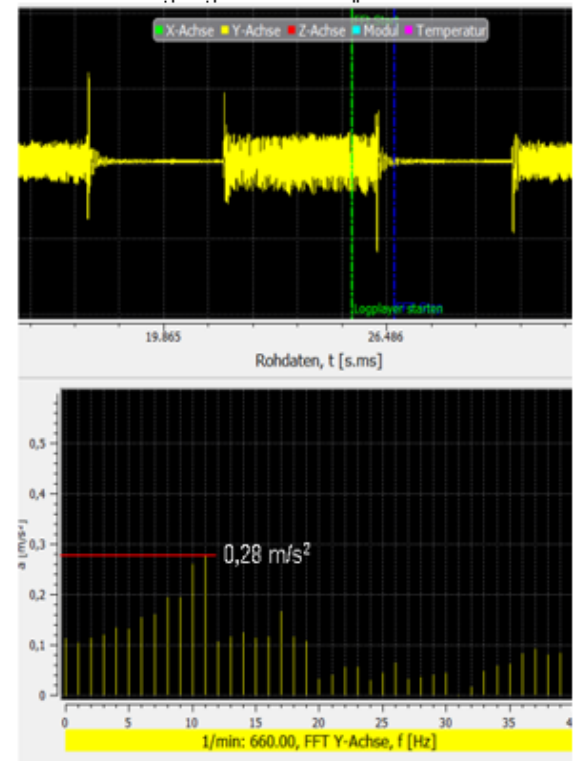 X-Achse Y-Achse Z-Achse Modul Temperatur
Logplayer starten
19.865 26.486
Rohdaten, t [s.ms]
0,5
0,4
0,3
0,2
0,1
0
a [m/s²]
0,28 m/s²
0 5 10 15 20 25 30 35
1/min: 660.00, FFT Y-Achse, f [Hz]